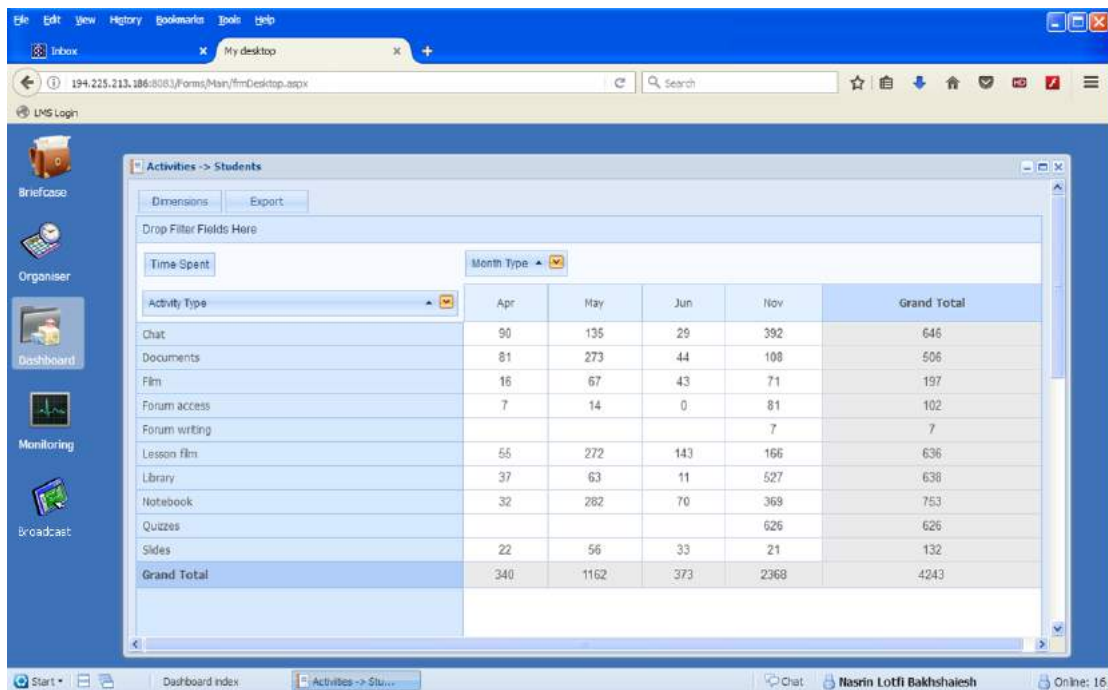 File Edit View History Bookmarks Tools Help
Inbox × My desktop × +
194.225.213.186:8083/Forms/Main/frmDesktop.aspx Search
LMS Login
Briefcase
Organiser
Dashboard
Monitoring
Broadcast
Activities -> Students
Dimensions Export
Drop Filter Fields Here
Time Spent Month Type
Activity Type Apr May Jun Nov Grand Total
Chat 90 135 29 392 646
Documents 81 273 44 108 506
Film 16 67 43 71 197
Forum access 7 14 0 81 102
Forum writing 7 7
Lesson film 55 272 143 166 636
Library 37 63 11 527 638
Notebook 32 282 70 369 753
Quizzes 626 626
Slides 22 56 33 21 132
Grand Total 340 1162 373 2368 4243
Start Dashboard index Activities -> Stu... Chat Nasrin Lotfi Bakhshaiesh Online: 16